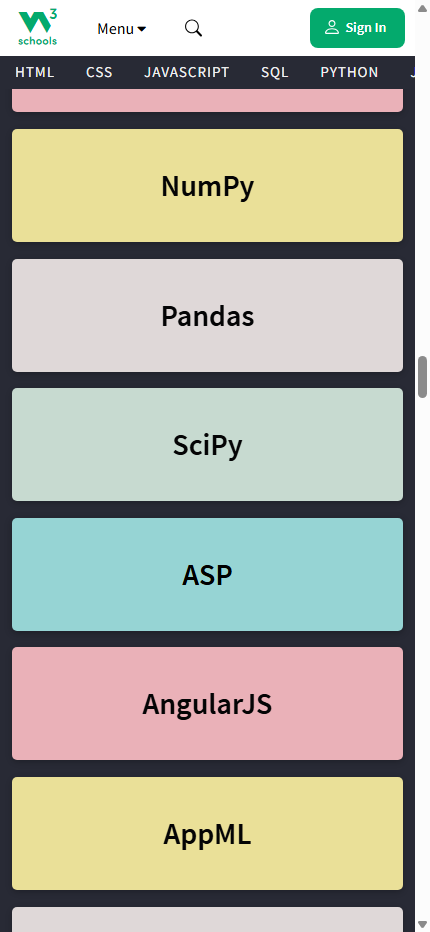 W3
schools
Menu
Sign In
HTML CSS JAVASCRIPT SQL PYTHON J
NumPy
Pandas
SciPy
ASP
AngularJS
AppML